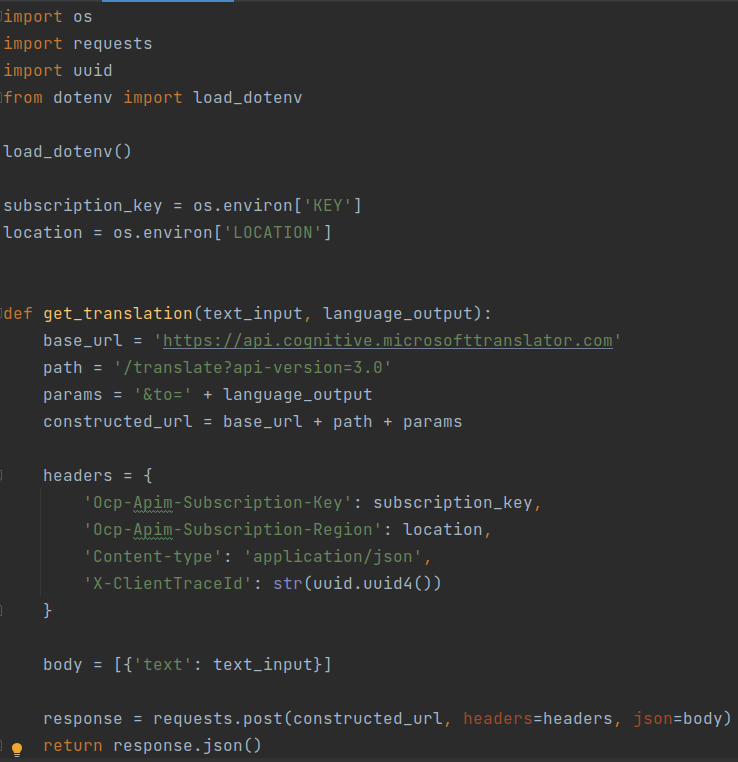 import os
import requests
import uuid
from dotenv import load_dotenv
load_dotenv()
subscription_key = os.environ['KEY']
location = os.environ['LOCATION']
def get_translation(text_input, language_output):
    base_url = 'https://api.cognitive.microsofttranslator.com'
    path = '/translate?api-version=3.0'
    params = '&to=' + language_output
    constructed_url = base_url + path + params
    headers = {
        'Ocp-Apim-Subscription-Key': subscription_key,
        'Ocp-Apim-Subscription-Region': location,
        'Content-type': 'application/json',
        'X-ClientTraceId': str(uuid.uuid4())
    }
    body = [{'text': text_input}]
    response = requests.post(constructed_url, headers=headers, json=body)
    return response.json()